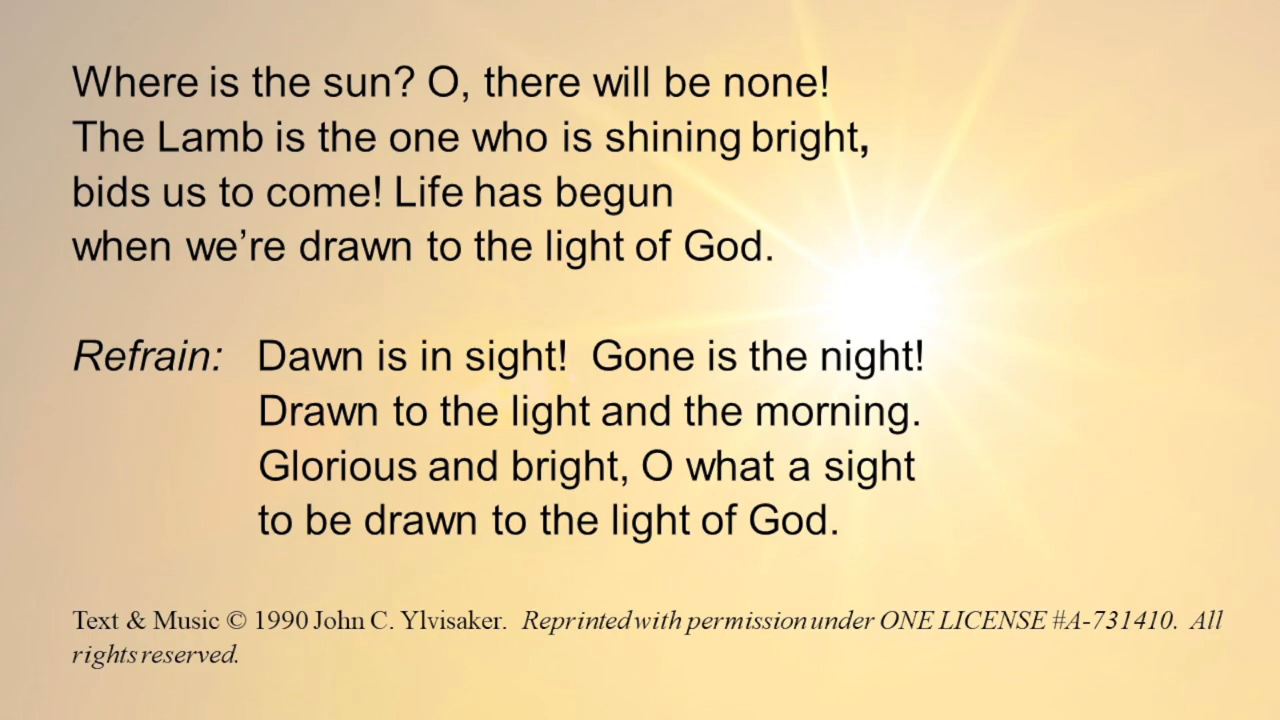 Where is the sun? O, there will be none!
The Lamb is the one who is shining bright,
bids us to come! Life has begun
when we're drawn to the light of God.
Refrain: Dawn is in sight! Gone is the night!
Drawn to the light and the morning.
Glorious and bright, O what a sight
to be drawn to the light of God.
Text & Music © 1990 John C. Ylvisaker. Reprinted with permission under ONE LICENSE #A-731410. All
rights reserved.